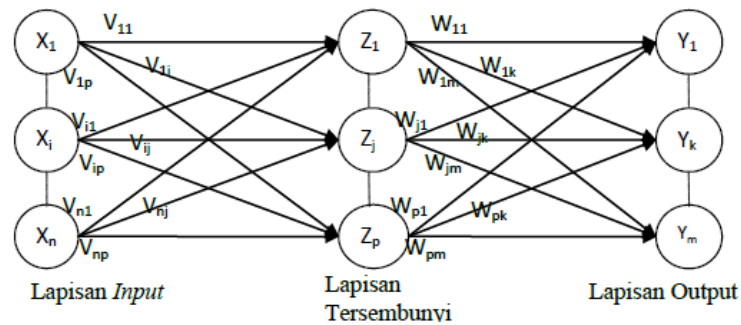 V11 W11
X1 Z1 Y1
V1j W1k
V1p W1m
Vi1 Wj1
Xi Vij Zj Wjk Yk
Vip Wjm
Vn1 Vnj Wp1 Wpk
Xn Zp Ym
Vnp Wpm
Lapisan Input
Lapisan
Tersembunyi
Lapisan Output